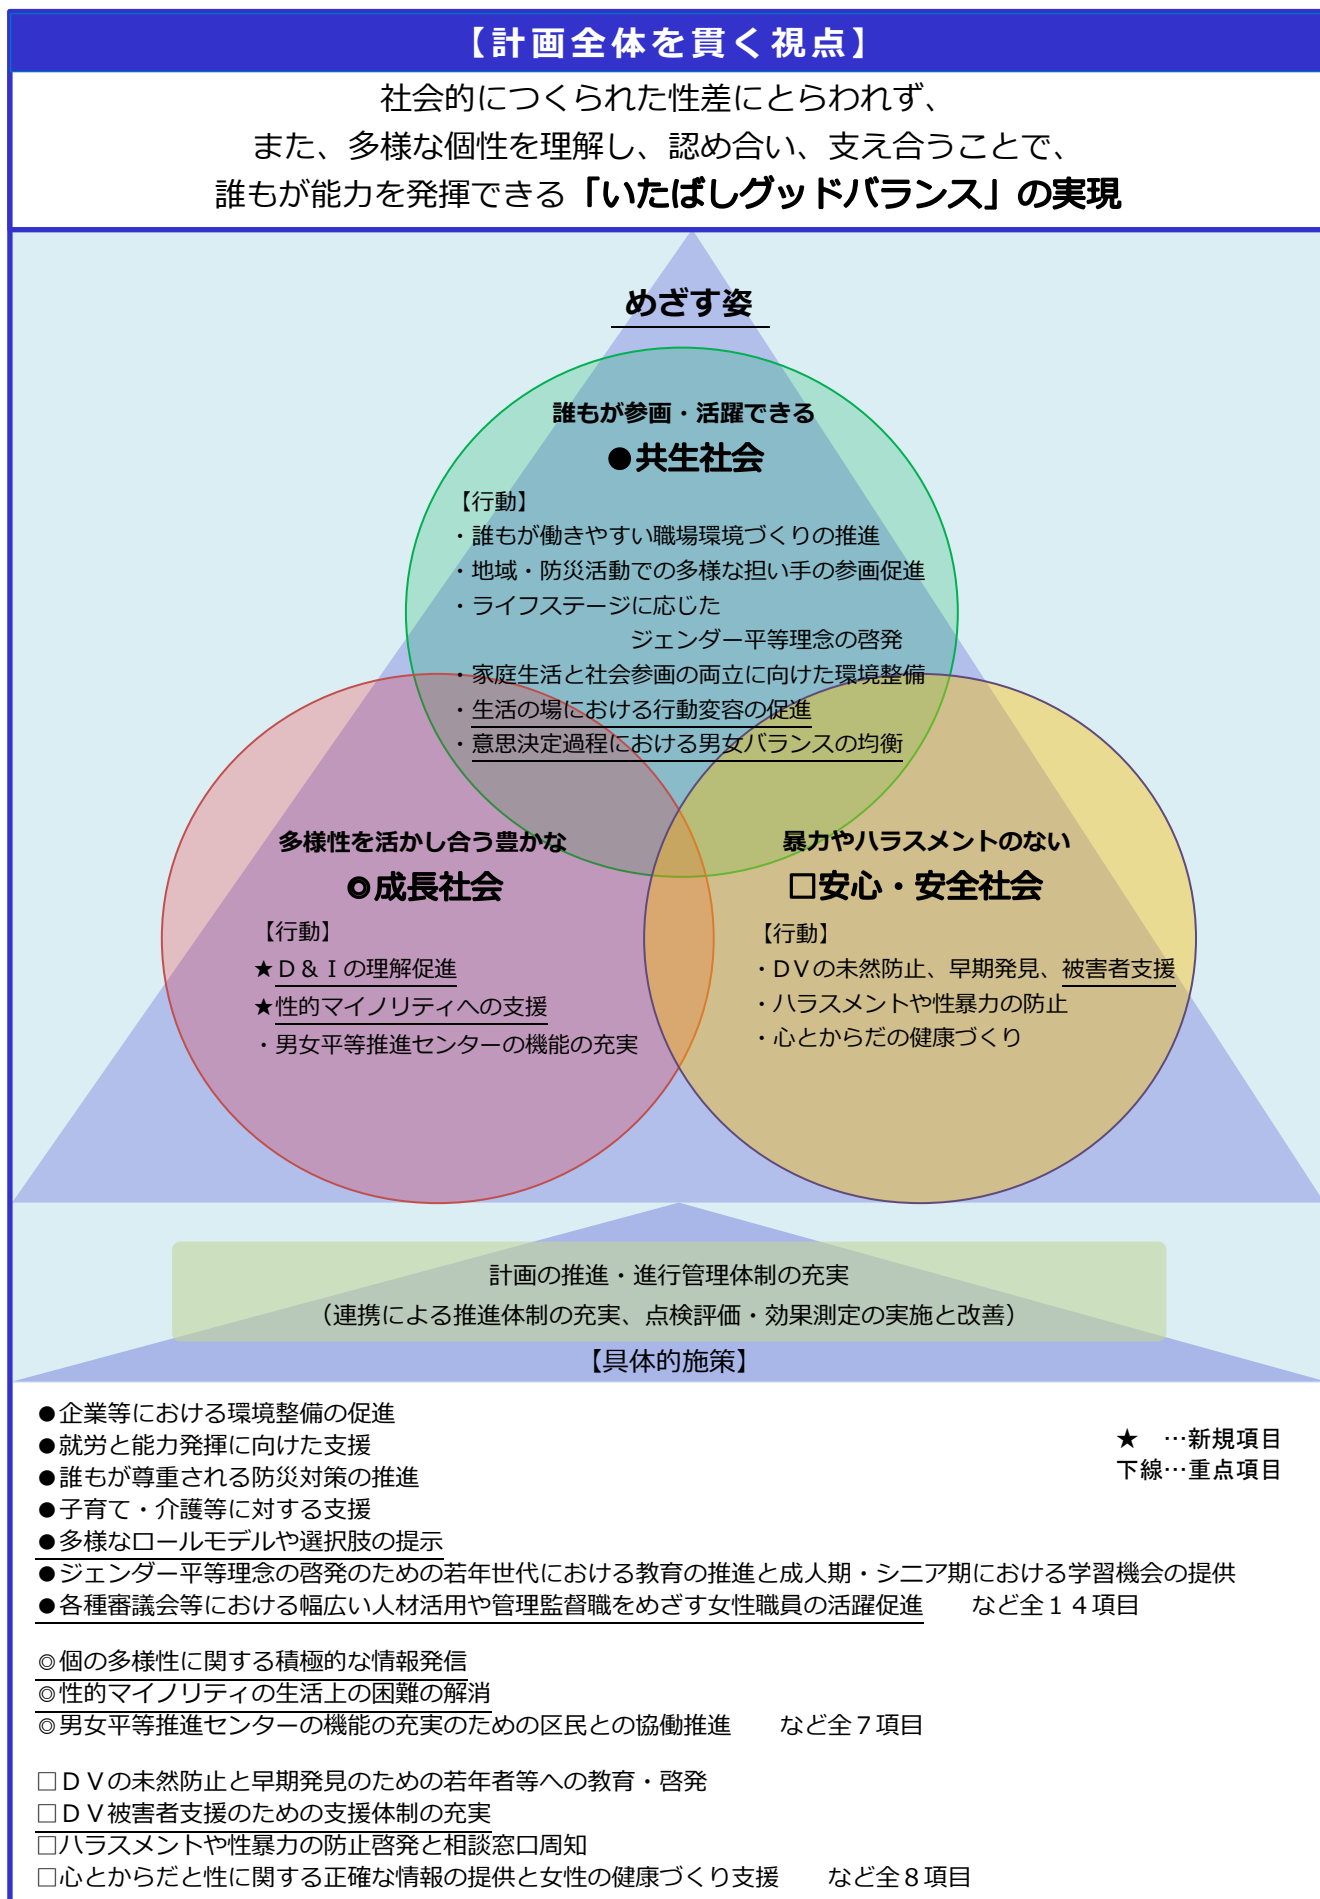 【計画全体を貫く視点】
社会的につくられた性差にとらわれず、
また、多様な個性を理解し、認め合い、支え合うことで、
誰もが能力を発揮できる「いたばしグッドバランス」の実現
めざす姿
誰もが参画・活躍できる
●共生社会
【行動】
・誰もが働きやすい職場環境づくりの推進
・地域・防災活動での多様な担い手の参画促進
・ライフステージに応じた
ジェンダー平等理念の啓発
・家庭生活と社会参画の両立に向けた環境整備
・生活の場における行動変容の促進
・意思決定過程における男女バランスの均衡
多様性を活かし合う豊かな
◎成長社会
【行動】
★Ｄ＆Ｉの理解促進
★性的マイノリティへの支援
・男女平等推進センターの機能の充実
暴力やハラスメントのない
□安心・安全社会
【行動】
・DVの未然防止、早期発見、被害者支援
・ハラスメントや性暴力の防止
・心とからだの健康づくり
計画の推進・進行管理体制の充実
（連携による推進体制の充実、点検評価・効果測定の実施と改善）
【具体的施策】
★　…新規項目
下線…重点項目
●企業等における環境整備の促進
●就労と能力発揮に向けた支援
●誰もが尊重される防災対策の推進
●子育て・介護等に対する支援
●多様なロールモデルや選択肢の提示
●ジェンダー平等理念の啓発のための若年世代における教育の推進と成人期・シニア期における学習機会の提供
●各種審議会等における幅広い人材活用や管理監督職をめざす女性職員の活躍促進　　など全１４項目
◎個の多様性に関する積極的な情報発信
◎性的マイノリティの生活上の困難の解消
◎男女平等推進センターの機能の充実のための区民との協働推進　　など全７項目
□ＤＶの未然防止と早期発見のための若年者等への教育・啓発
□ＤＶ被害者支援のための支援体制の充実
□ハラスメントや性暴力の防止啓発と相談窓口周知
□心とからだと性に関する正確な情報の提供と女性の健康づくり支援　　など全８項目